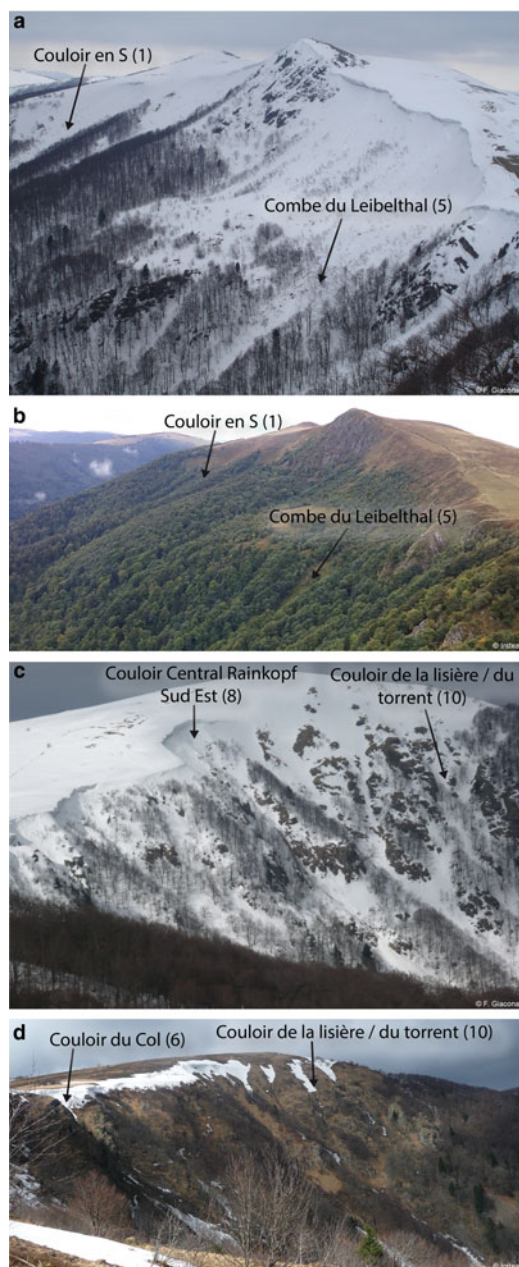 a
Couloir en S (1)
Combe du Leibelthal (5)
© F. Giacona
b
Couloir en S (1)
Combe du Leibelthal (5)
© Irstea
c
Couloir Central Rainkopf
Sud Est (8)
Couloir de la lisière / du
torrent (10)
© F. Giacona
d
Couloir du Col (6)
Couloir de la lisière / du torrent (10)